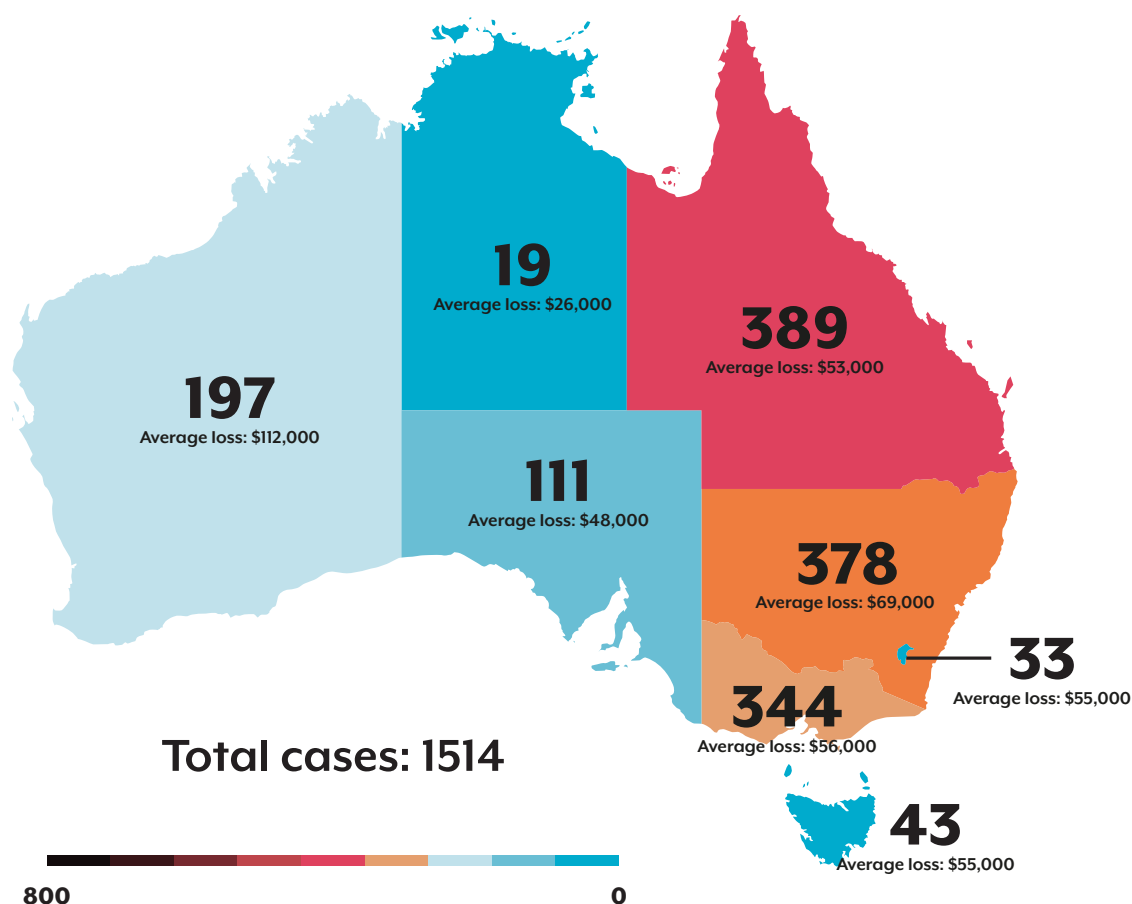 19
Average loss: $26,000
389
Average loss: $53,000
197
Average loss: $112,000
111
Average loss: $48,000
378
Average loss: $69,000
33
Average loss: $55,000
344
Average loss: $56,000
Total cases: 1514
43
Average loss: $55,000
800
0